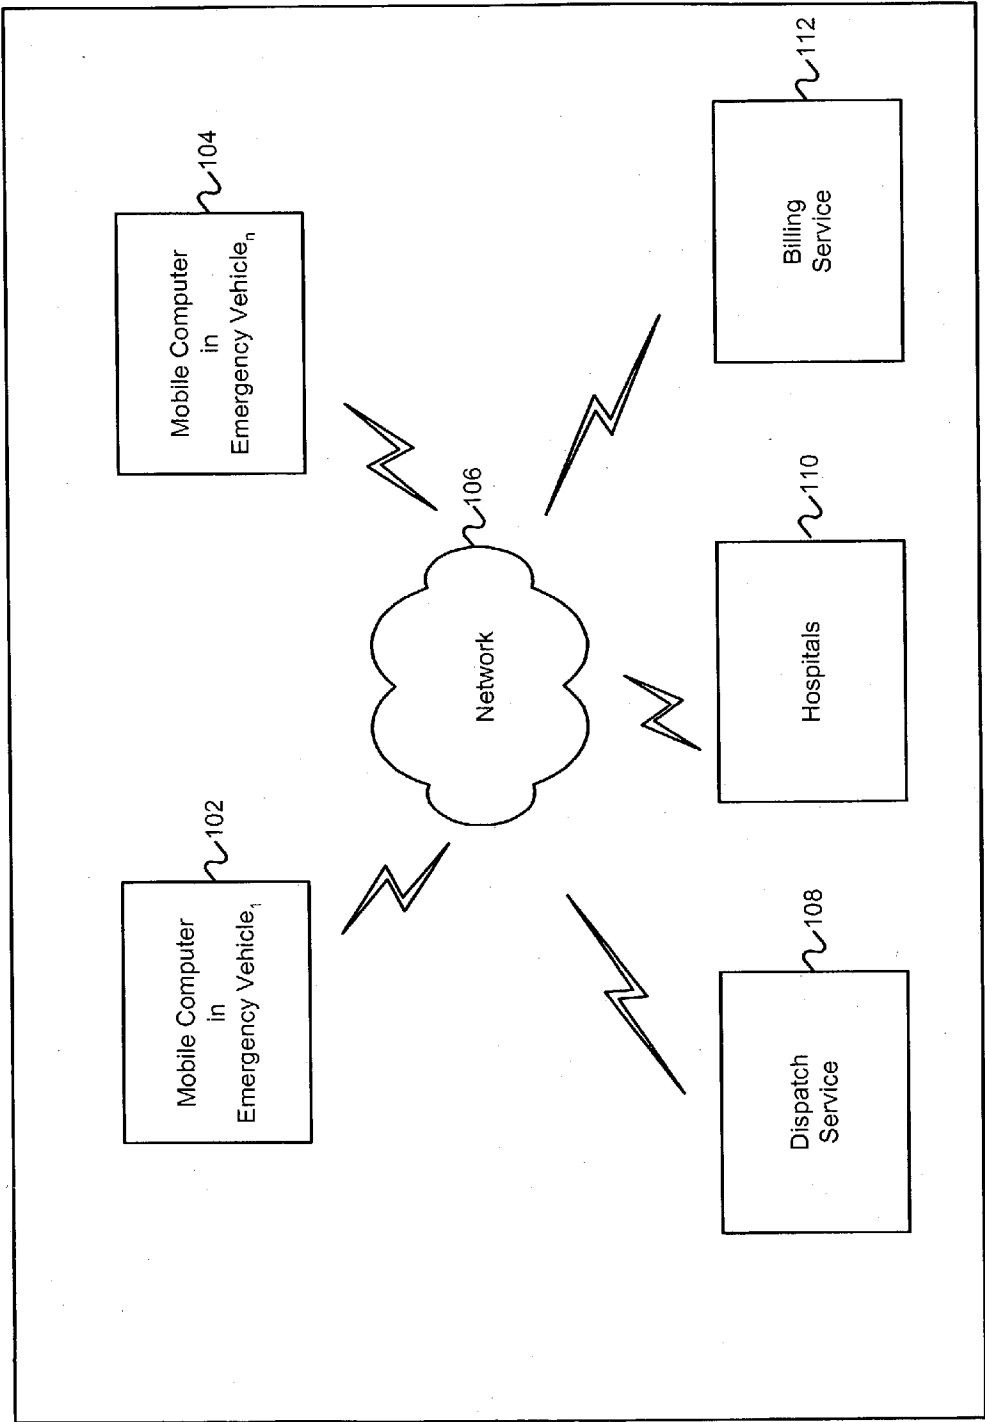 102
Mobile Computer
in
Emergency Vehicle₁
104
Mobile Computer
in
Emergency Vehicleₙ
106
Network
108
Dispatch
Service
110
Hospitals
112
Billing
Service